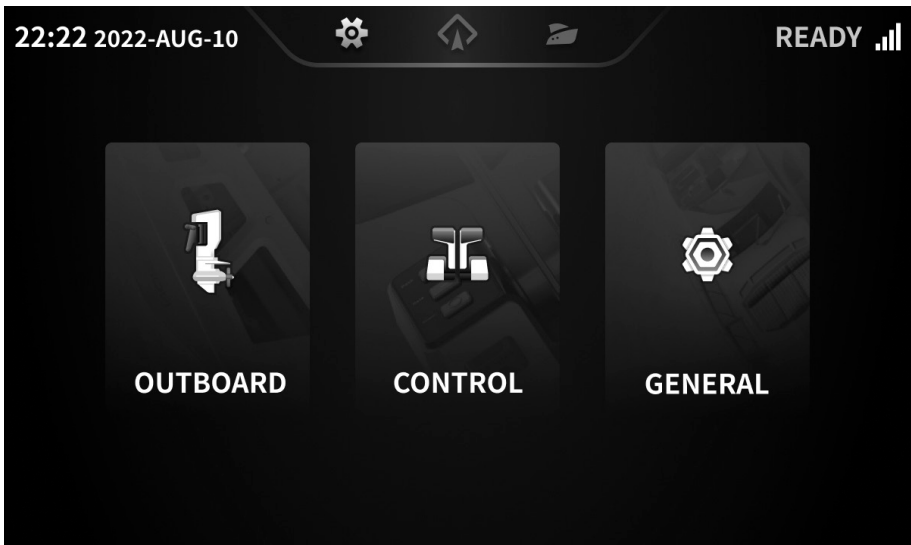 22:22 2022-AUG-10
READY
OUTBOARD
CONTROL
GENERAL